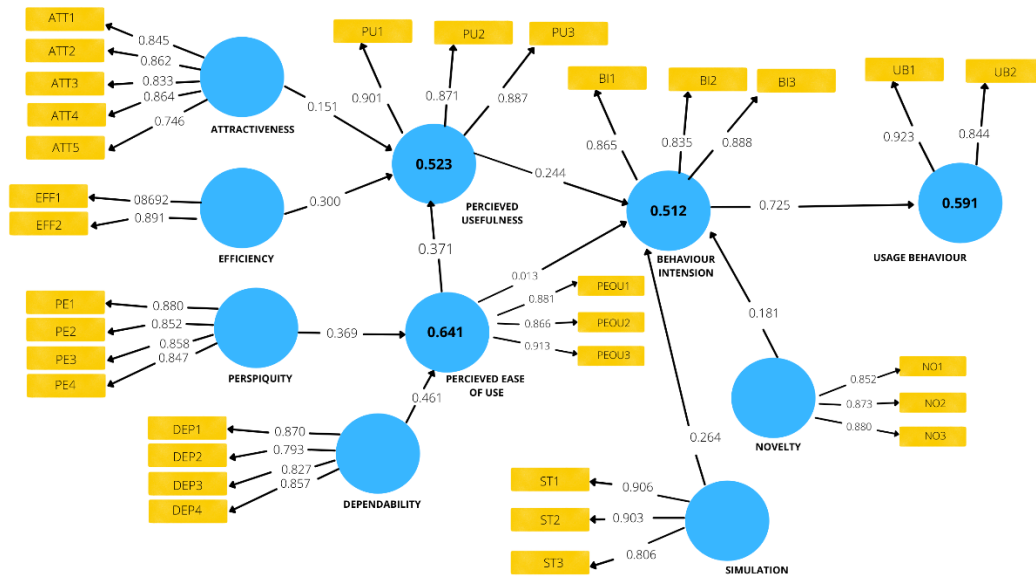 ATT1
ATT2
ATT3
ATT4
ATT5
0.845
0.862
0.833
0.864
0.746
ATTRACTIVENESS
0.151
PU1
PU2
PU3
0.901
0..871
0.887
0.523
PERCIEVED
USEFULNESS
0.244
EFF1
EFF2
08692
0.891
EFFICIENCY
0.300
0.371
BI1
BI2
BI3
0.865
0.835
0.888
0.512
BEHAVIOUR
INTENSION
0.725
UB1
UB2
0.923
0.844
0.591
USAGE BEHAVIOUR
PE1
PE2
PE3
PE4
0.880
0.852
0.858
0.847
PERSPIQUITY
0.369
0.641
PERCIEVED EASE
OF USE
0.013
PEOU1
PEOU2
PEOU3
0.881
0.866
0.913
0.461
DEP1
DEP2
DEP3
DEP4
0.870
0.793
0.827
0.857
DEPENDABILITY
0.181
NO1
NO2
NO3
0.852
0.873
0.880
NOVELTY
0.264
ST1
ST2
ST3
0.906
0.903
0.806
SIMULATION